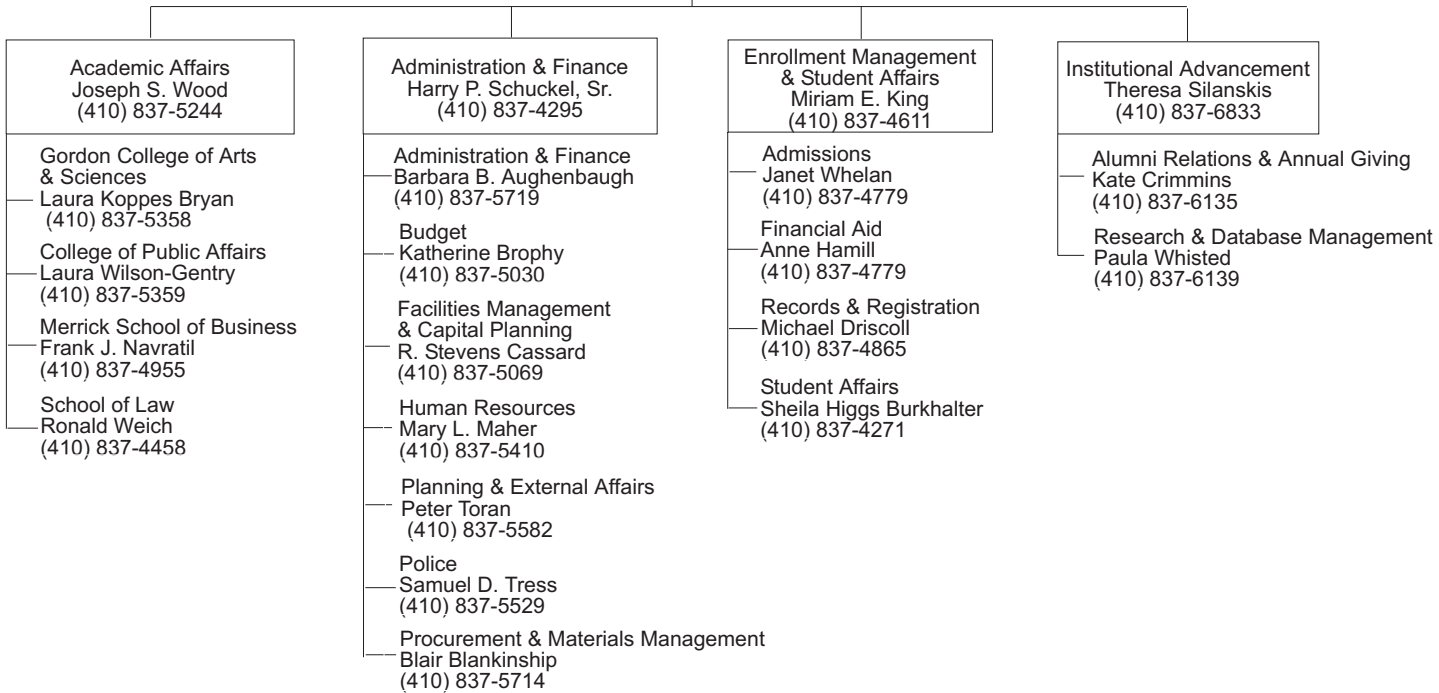 Academic Affairs
Joseph S. Wood
(410) 837-5244
Gordon College of Arts
& Sciences
Laura Koppes Bryan
(410) 837-5358
College of Public Affairs
Laura Wilson-Gentry
(410) 837-5359
Merrick School of Business
Frank J. Navratil
(410) 837-4955
School of Law
Ronald Weich
(410) 837-4458
Administration & Finance
Harry P. Schuckel, Sr.
(410) 837-4295
Administration & Finance
Barbara B. Aughenbaugh
(410) 837-5719
Budget
Katherine Brophy
(410) 837-5030
Facilities Management
& Capital Planning
R. Stevens Cassard
(410) 837-5069
Human Resources
Mary L. Maher
(410) 837-5410
Planning & External Affairs
Peter Toran
(410) 837-5582
Police
Samuel D. Tress
(410) 837-5529
Procurement & Materials Management
Blair Blankinship
(410) 837-5714
Enrollment Management
& Student Affairs
Miriam E. King
(410) 837-4611
Admissions
Janet Whelan
(410) 837-4779
Financial Aid
Anne Hamill
(410) 837-4779
Records & Registration
Michael Driscoll
(410) 837-4865
Student Affairs
Sheila Higgs Burkhalter
(410) 837-4271
Institutional Advancement
Theresa Silanskis
(410) 837-6833
Alumni Relations & Annual Giving
Kate Crimmins
(410) 837-6135
Research & Database Management
Paula Whisted
(410) 837-6139